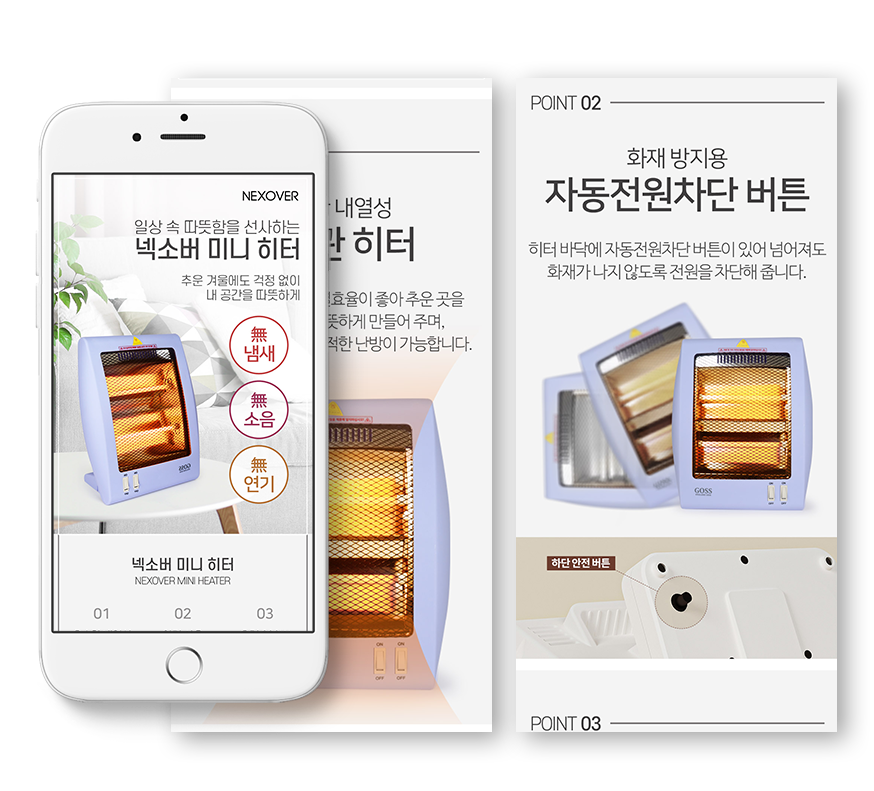 NEXOVER
일상 속 따뜻함을 선사하는
넥소버 미니 히터
추운 겨울에도 걱정 없이
내 공간을 따뜻하게
無
냄새
無
소음
無
연기
넥소버 미니 히터
NEXOVER MINI HEATER
01 02 03
내열성
히터
효율이 좋아 추운 곳을
뜻하게 만들어 주며,
적한 난방이 가능합니다.
ON ON
OFF OFF
POINT 02
화재 방지용
자동전원차단 버튼
히터 바닥에 자동전원차단 버튼이 있어 넘어져도
화재가 나지 않도록 전원을 차단해 줍니다.
GOSS
하단 안전 버튼
POINT 03